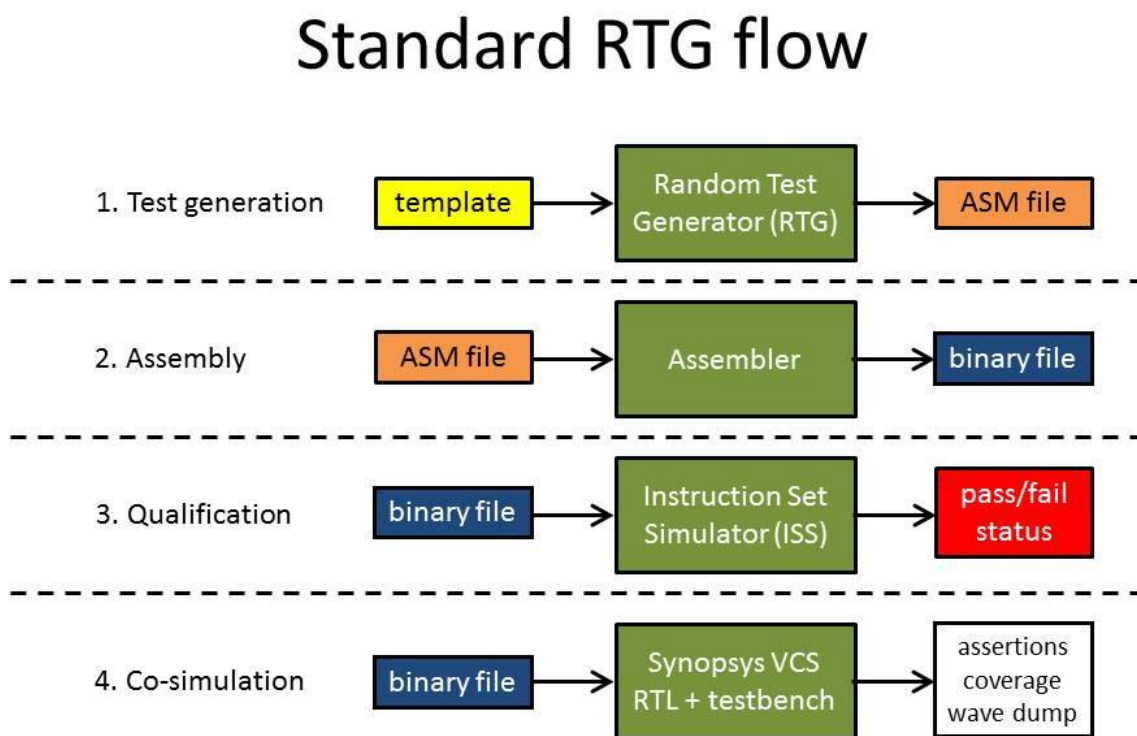 Standard RTG flow
1. Test generation
template
Random Test
Generator (RTG)
ASM file
2. Assembly
ASM file
Assembler
binary file
3. Qualification
binary file
Instruction Set
Simulator (ISS)
pass/fail
status
4. Co-simulation
binary file
Synopsys VCS
RTL + testbench
assertions
coverage
wave dump